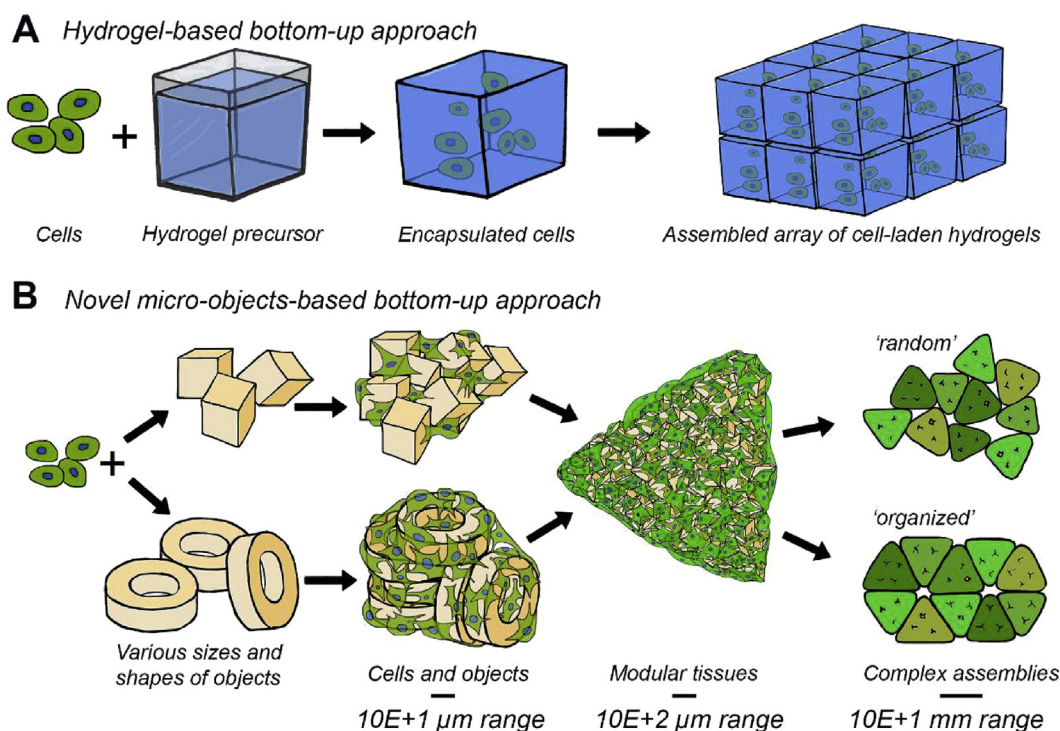 A Hydrogel-based bottom-up approach
+
Cells
Hydrogel precursor
Encapsulated cells
Assembled array of cell-laden hydrogels
B Novel micro-objects-based bottom-up approach
'random'
+
'organized'
Various sizes and
shapes of objects
Cells and objects
Modular tissues
Complex assemblies
10E+1 µm range
10E+2 µm range
10E+1 mm range